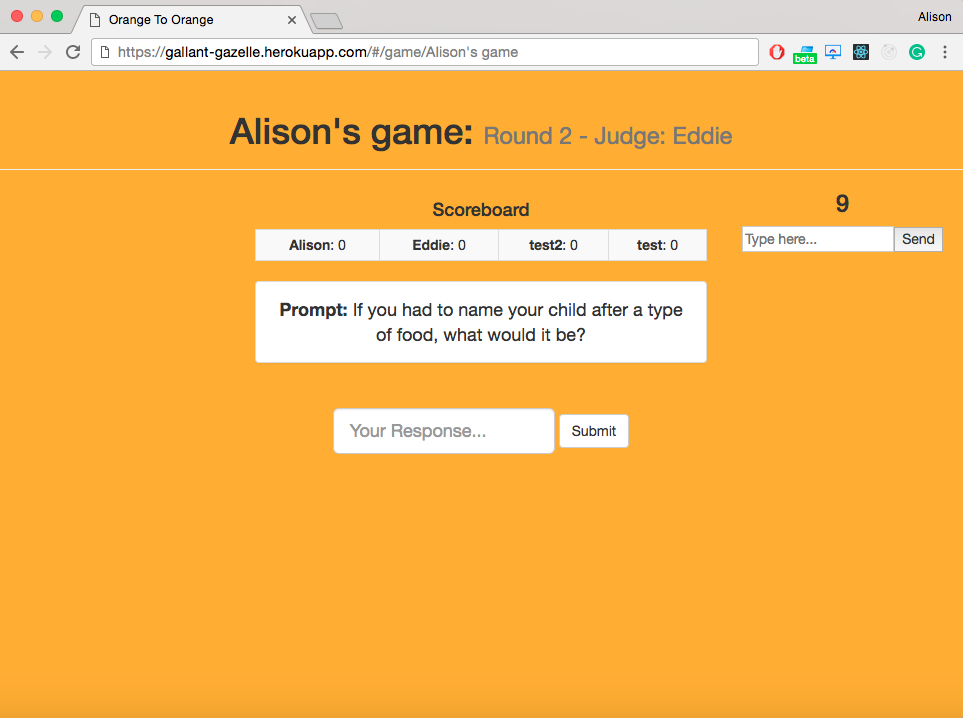 Orange To Orange
Alison
https://gallant-gazelle.herokuapp.com/#/game/Alison's game
beta
Alison's game: Round 2 - Judge: Eddie
Scoreboard
Alison: 0 Eddie: 0 test2: 0 test: 0
Prompt: If you had to name your child after a type
of food, what would it be?
Your Response... Submit
9
Type here... Send